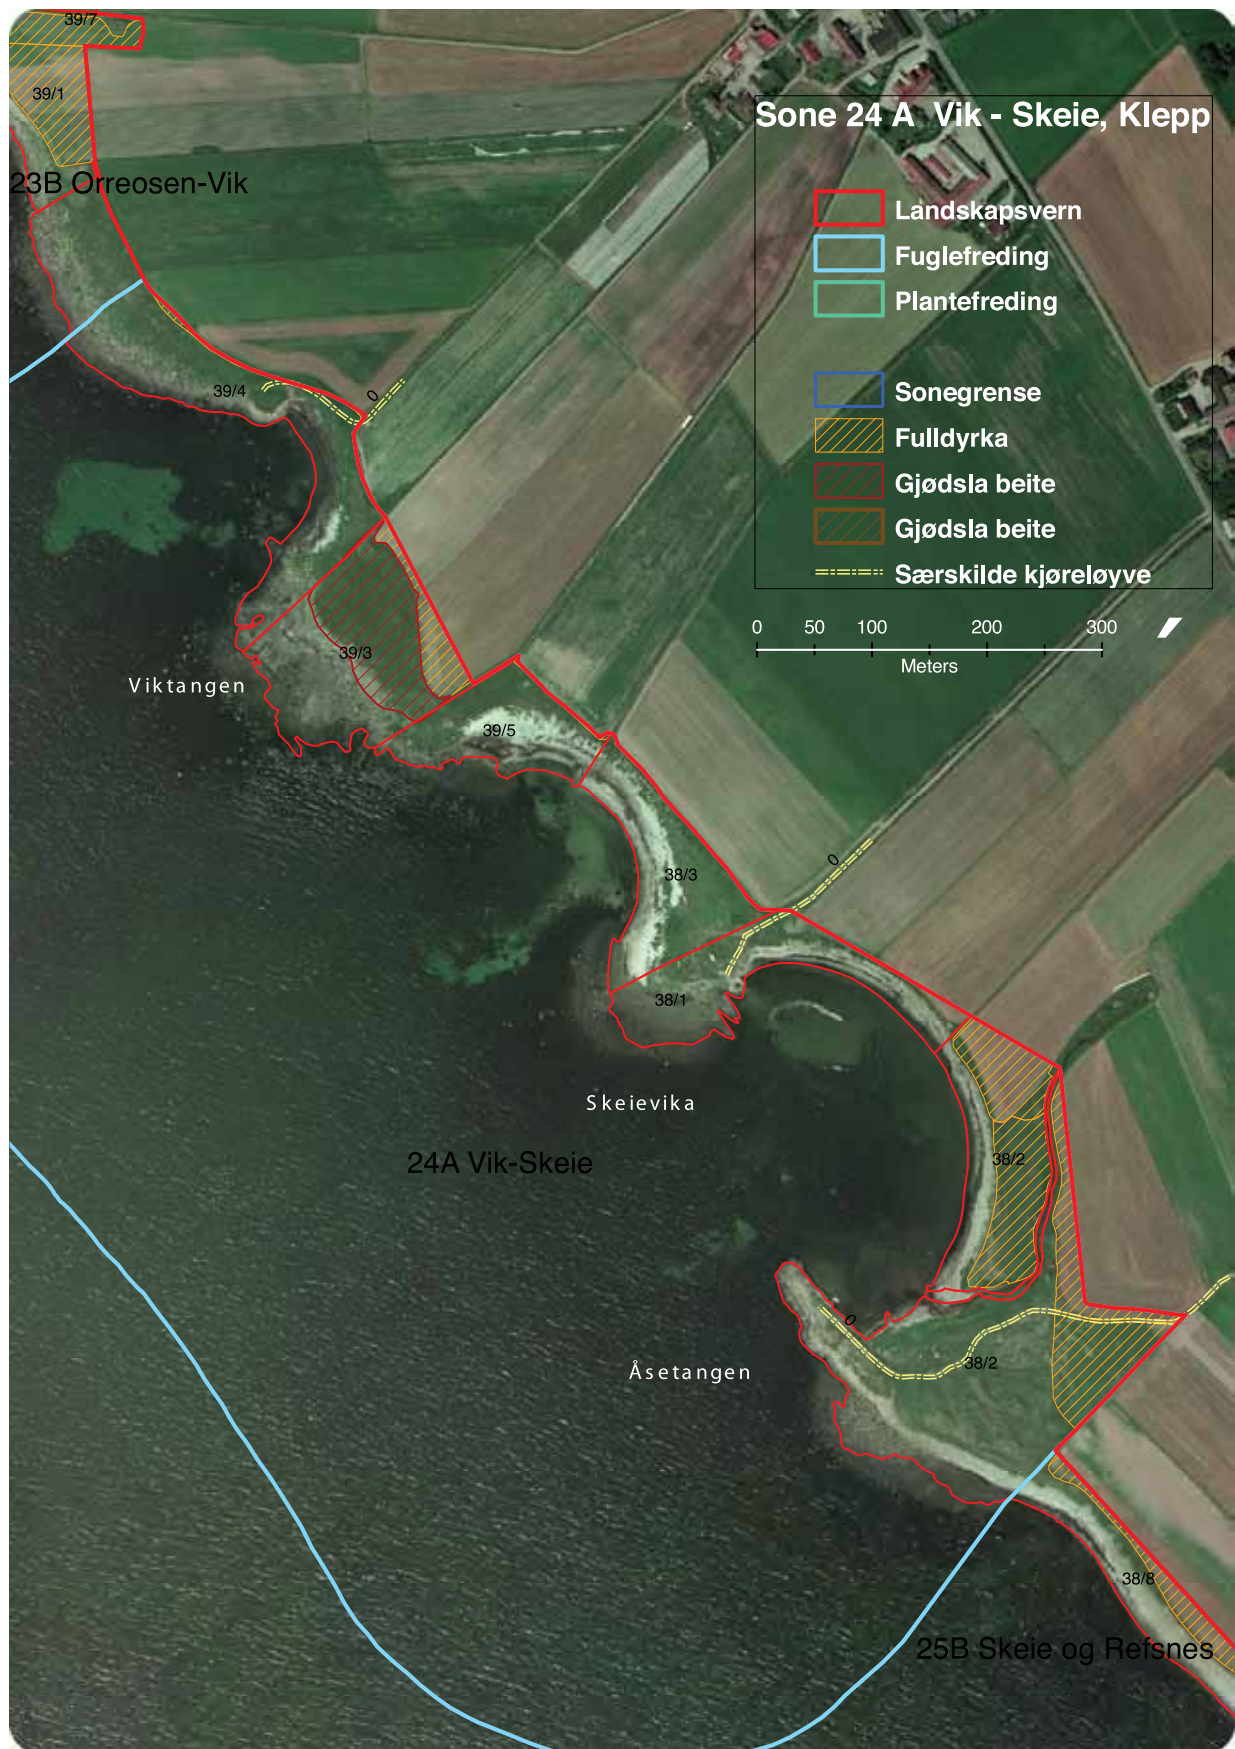 39/7
39/1
Sone 24 A Vik - Skeie, Klepp
23B Orreosen-Vik
Landskapsvern
Fuglefreding
Plantefreding
39/4
0
Sonegrense
Fulldyrka
Gjødsla beite
Gjødsla beite
Særskilde kjøreløyve
0 50 100 200 300
Meters
39/3
Viktangen
39/5
0
38/3
38/1
Skeievika
24A Vik-Skeie
38/2
0
38/2
Åsetangen
38/8
25B Skeie og Refsnes